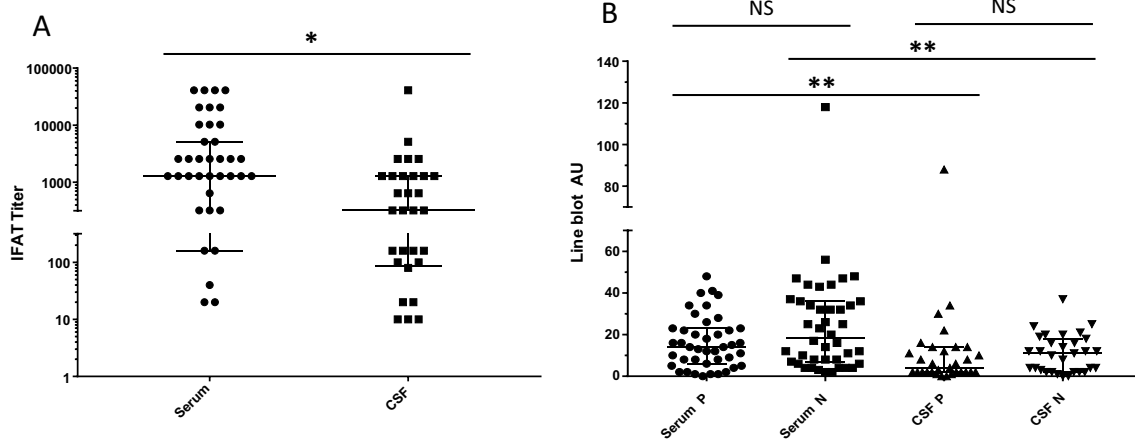 A
*
100000
10000
1000
100
10
1
IFAT Titer
Serum
CSF
B
NS
NS
**
**
140
120
100
80
60
40
20
0
Line blot AU
Serum P
Serum N
CSF P
CSF N